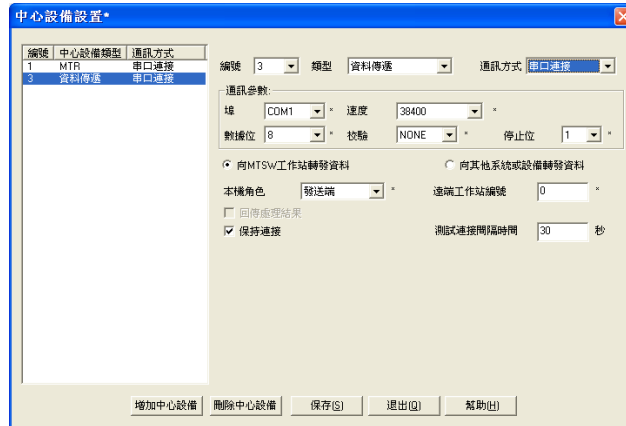 中心設備設置*
編號 中心設備類型 通訊方式
1 MTR 串口連接
3 資料傳遞 串口連接
編號 3 類型 資料傳遞 通訊方式 串口連接
通訊參數:
埠 COM1 * 速度 38400 *
數據位 8 * 校驗 NONE * 停止位 1 *
向MTSW工作站轉發資料 向其他系統或設備轉發資料
本機角色 發送端 * 遠端工作站編號 0 *
回傳處理結果
保持連接 測試連接間隔時間 30 秒
增加中心設備 刪除中心設備 保存(S) 退出(Q) 幫助(H)